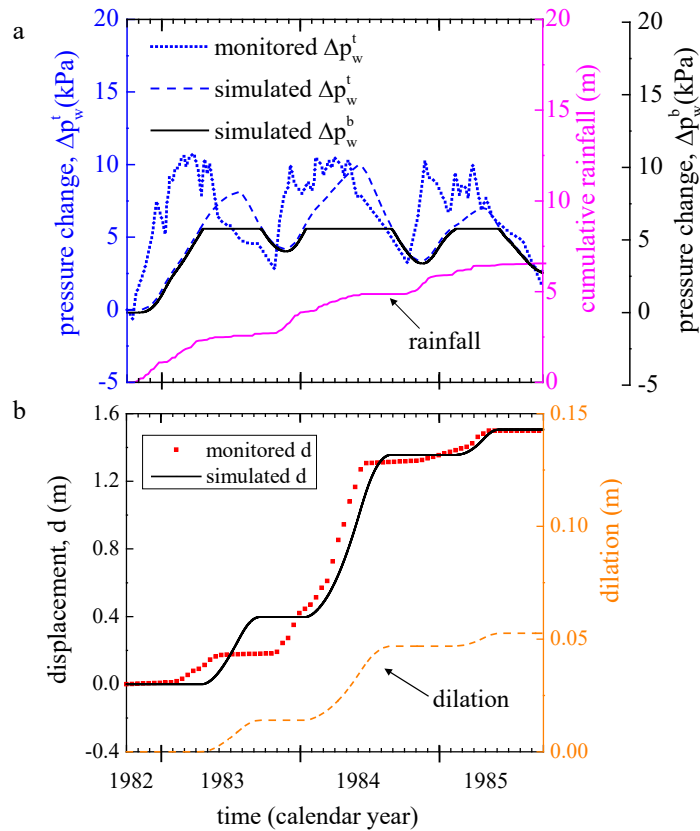 a
pressure change, Δp_w^t(kPa)
20
15
10
5
0
-5
monitored Δp_w^t
simulated Δp_w^t
simulated Δp_w^b
rainfall
20
15
10
5
0
cumulative rainfall (m)
20
15
10
5
0
-5
pressure change, Δp_w^b(kPa)
b
displacement, d (m)
1.6
1.2
0.8
0.4
0.0
-0.4
monitored d
simulated d
dilation
0.15
0.10
0.05
0.00
dilation (m)
1982 1983 1984 1985
time (calendar year)